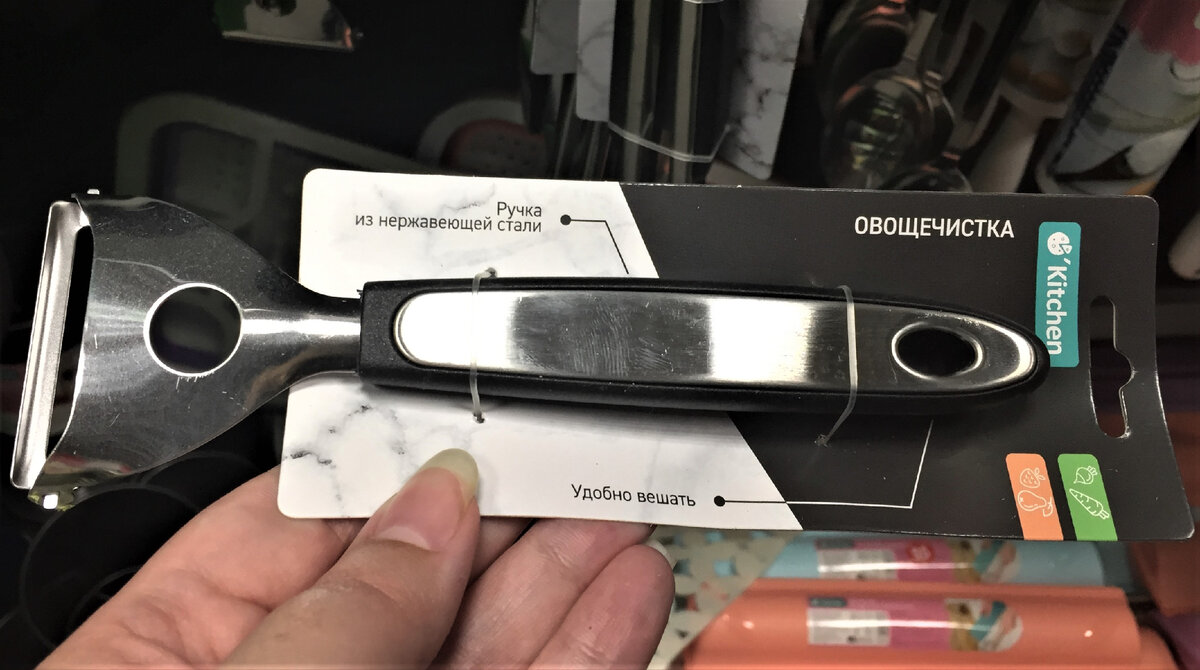 Ручка
из нержавеющей стали
ОВОЩЕЧИСТКА
'Kitchen
Удобно вешать